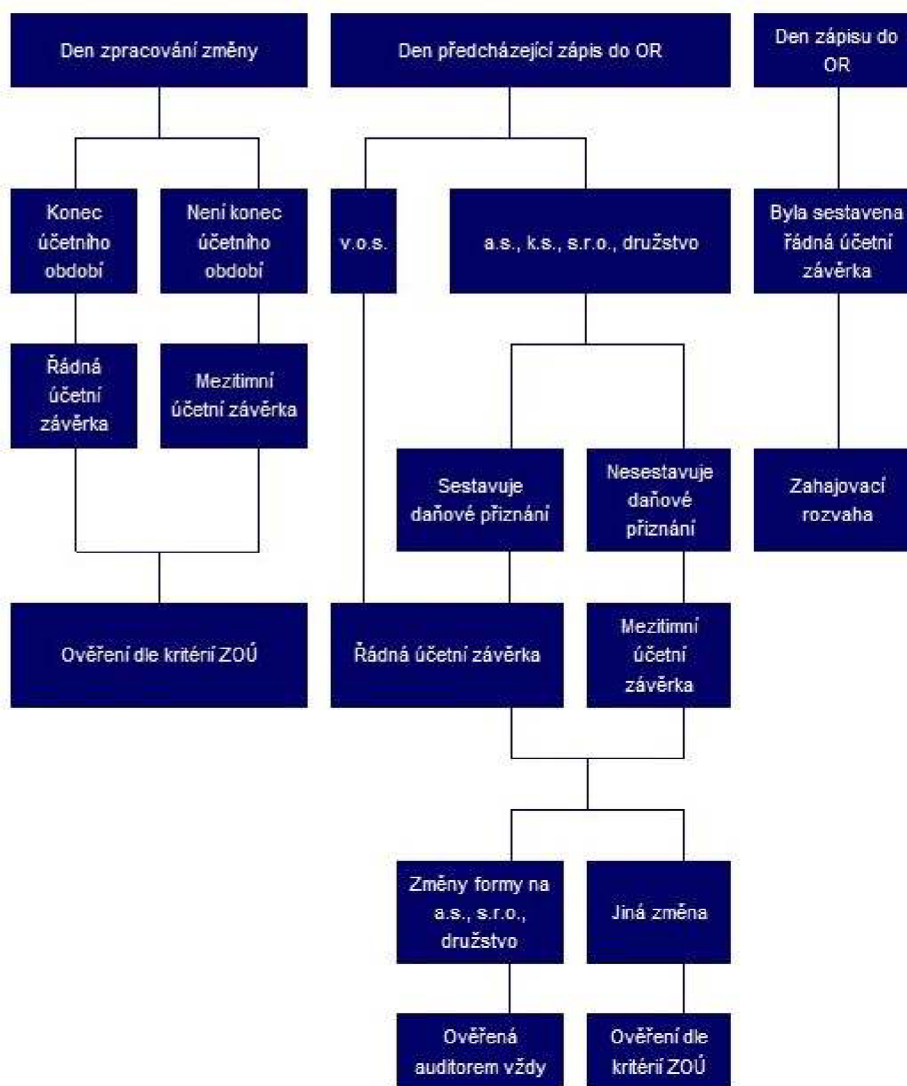 Den zpracování změny
Den předcházející zápis do OR
Den zápisu do
OR
Konec
účetního
období
Není konec
účetního
období
v.o.s.
a.s., k.s., s.r.o., družstvo
Byla sestavena
řádná účetní
závěrka
Řádná
účetní
závěrka
Mezitimní
účetní závěrka
Sestavuje
daňové přiznání
Nesestavuje
daňové
přiznání
Zahajovací
rozvaha
Ověření dle kritérií ZOÚ
Řádná účetní závěrka
Mezitimní
účetní
závěrka
Změny formy na
a.s., s.r.o.,
družstvo
Jiná změna
Ověřená
auditorem vždy
Ověření dle
kritérií ZOÚ